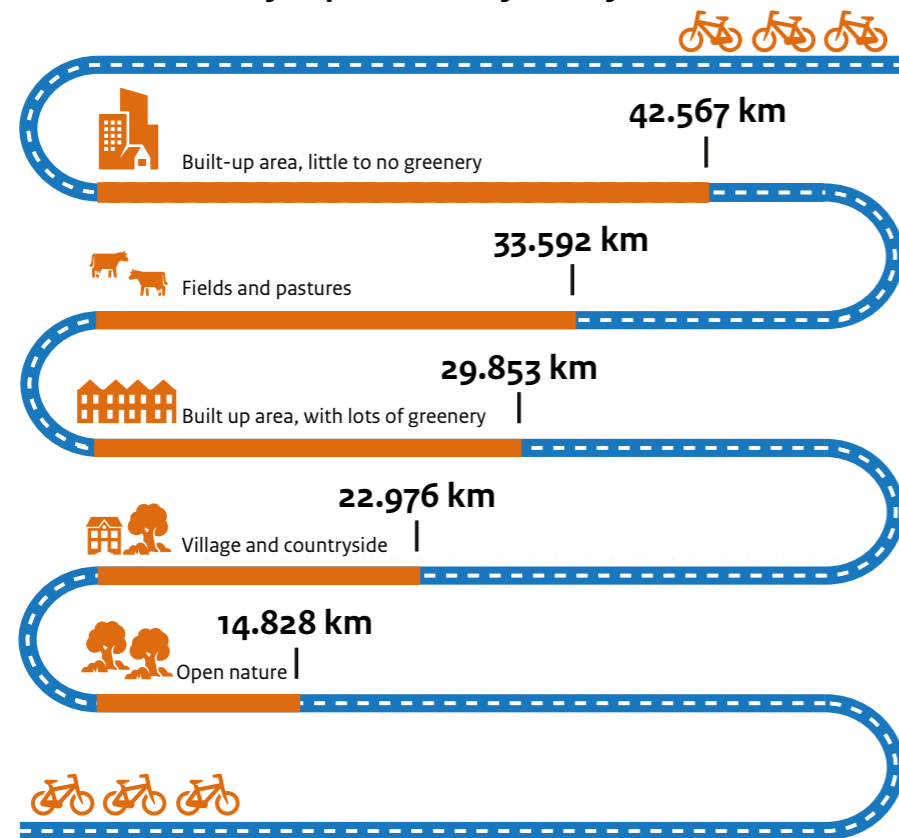 42.567 km
Built-up area, little to no greenery
33.592 km
Fields and pastures
29.853 km
Built up area, with lots of greenery
22.976 km
Village and countryside
14.828 km
Open nature